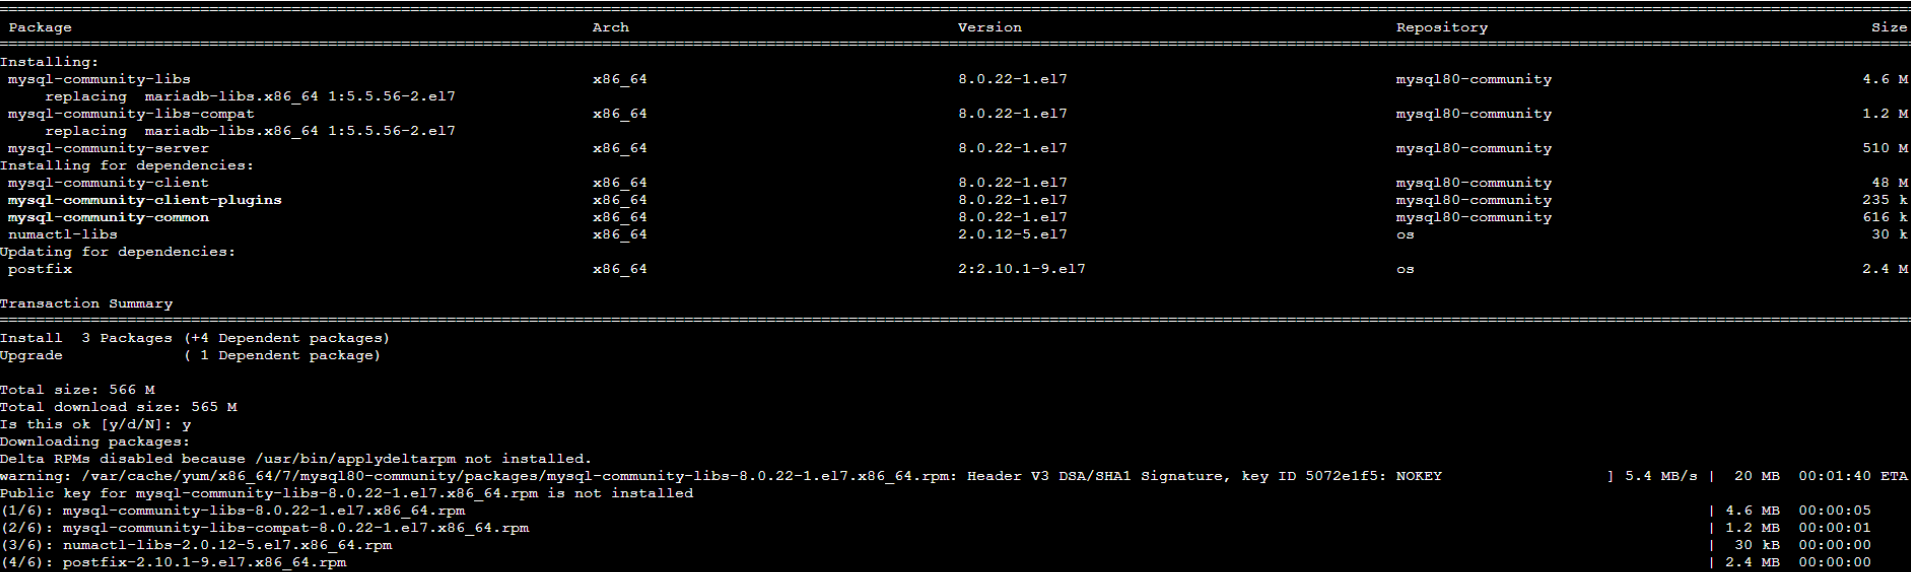 Package Arch Version Repository Size
Installing:
mysql-community-libs x86_64 8.0.22-1.el7 mysql80-community 4.6 M
replacing mariadb-libs.x86_64 1:5.5.56-2.el7
mysql-community-libs-compat x86_64 8.0.22-1.el7 mysql80-community 1.2 M
replacing mariadb-libs.x86_64 1:5.5.56-2.el7
mysql-community-server x86_64 8.0.22-1.el7 mysql80-community 510 M
Installing for dependencies:
mysql-community-client x86_64 8.0.22-1.el7 mysql80-community 48 M
mysql-community-client-plugins x86_64 8.0.22-1.el7 mysql80-community 235 k
mysql-community-common x86_64 8.0.22-1.el7 mysql80-community 616 k
numactl-libs x86_64 2.0.12-5.el7 os 30 k
Updating for dependencies:
postfix x86_64 2:2.10.1-9.el7 os 2.4 M
Transaction Summary
Install 3 Packages (+4 Dependent packages)
Upgrade ( 1 Dependent package)
Total size: 566 M
Total download size: 565 M
Is this ok [y/d/N]: y
Downloading packages:
Delta RPMs disabled because /usr/bin/applydeltarpm not installed.
warning: /var/cache/yum/x86_64/7/mysql80-community/packages/mysql-community-libs-8.0.22-1.el7.x86_64.rpm: Header V3 DSA/SHA1 Signature, key ID 5072e1f5: NOKEY ] 5.4 MB/s | 20 MB 00:01:40 ETA
Public key for mysql-community-libs-8.0.22-1.el7.x86_64.rpm is not installed
(1/6): mysql-community-libs-8.0.22-1.el7.x86_64.rpm | 4.6 MB 00:00:05
(2/6): mysql-community-libs-compat-8.0.22-1.el7.x86_64.rpm | 1.2 MB 00:00:01
(3/6): numactl-libs-2.0.12-5.el7.x86_64.rpm | 30 kB 00:00:00
(4/6): postfix-2.10.1-9.el7.x86_64.rpm | 2.4 MB 00:00:00